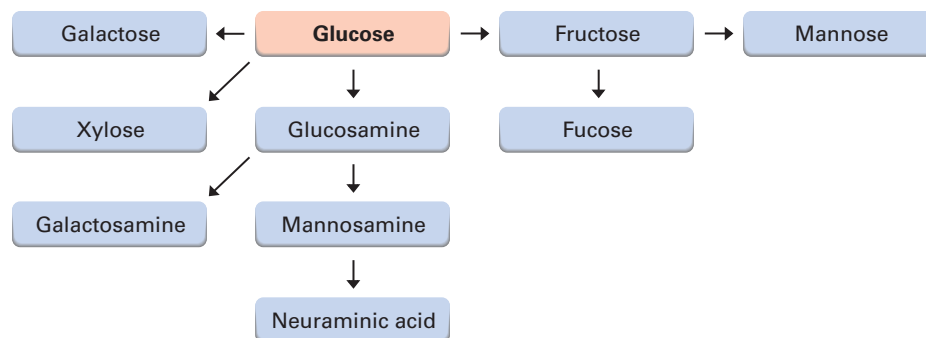 Galactose
Glucose
Fructose
Mannose
Xylose
Glucosamine
Fucose
Galactosamine
Mannosamine
Neuraminic acid